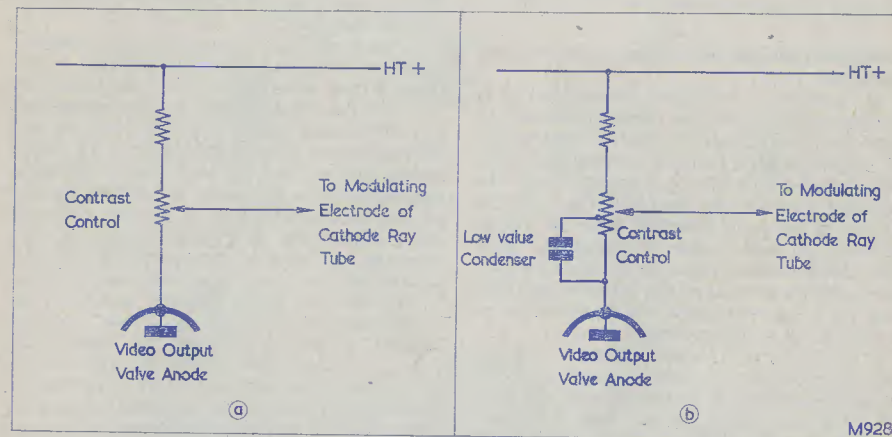 HT +
Contrast
Control
To Modulating
Electrode of
Cathode Ray
Tube
Video Output
Valve Anode
a
HT+
Low value
Condenser
Contrast
Control
To Modulating
Electrode of
Cathode Ray
Tube
Video Output
Valve Anode
b
M928